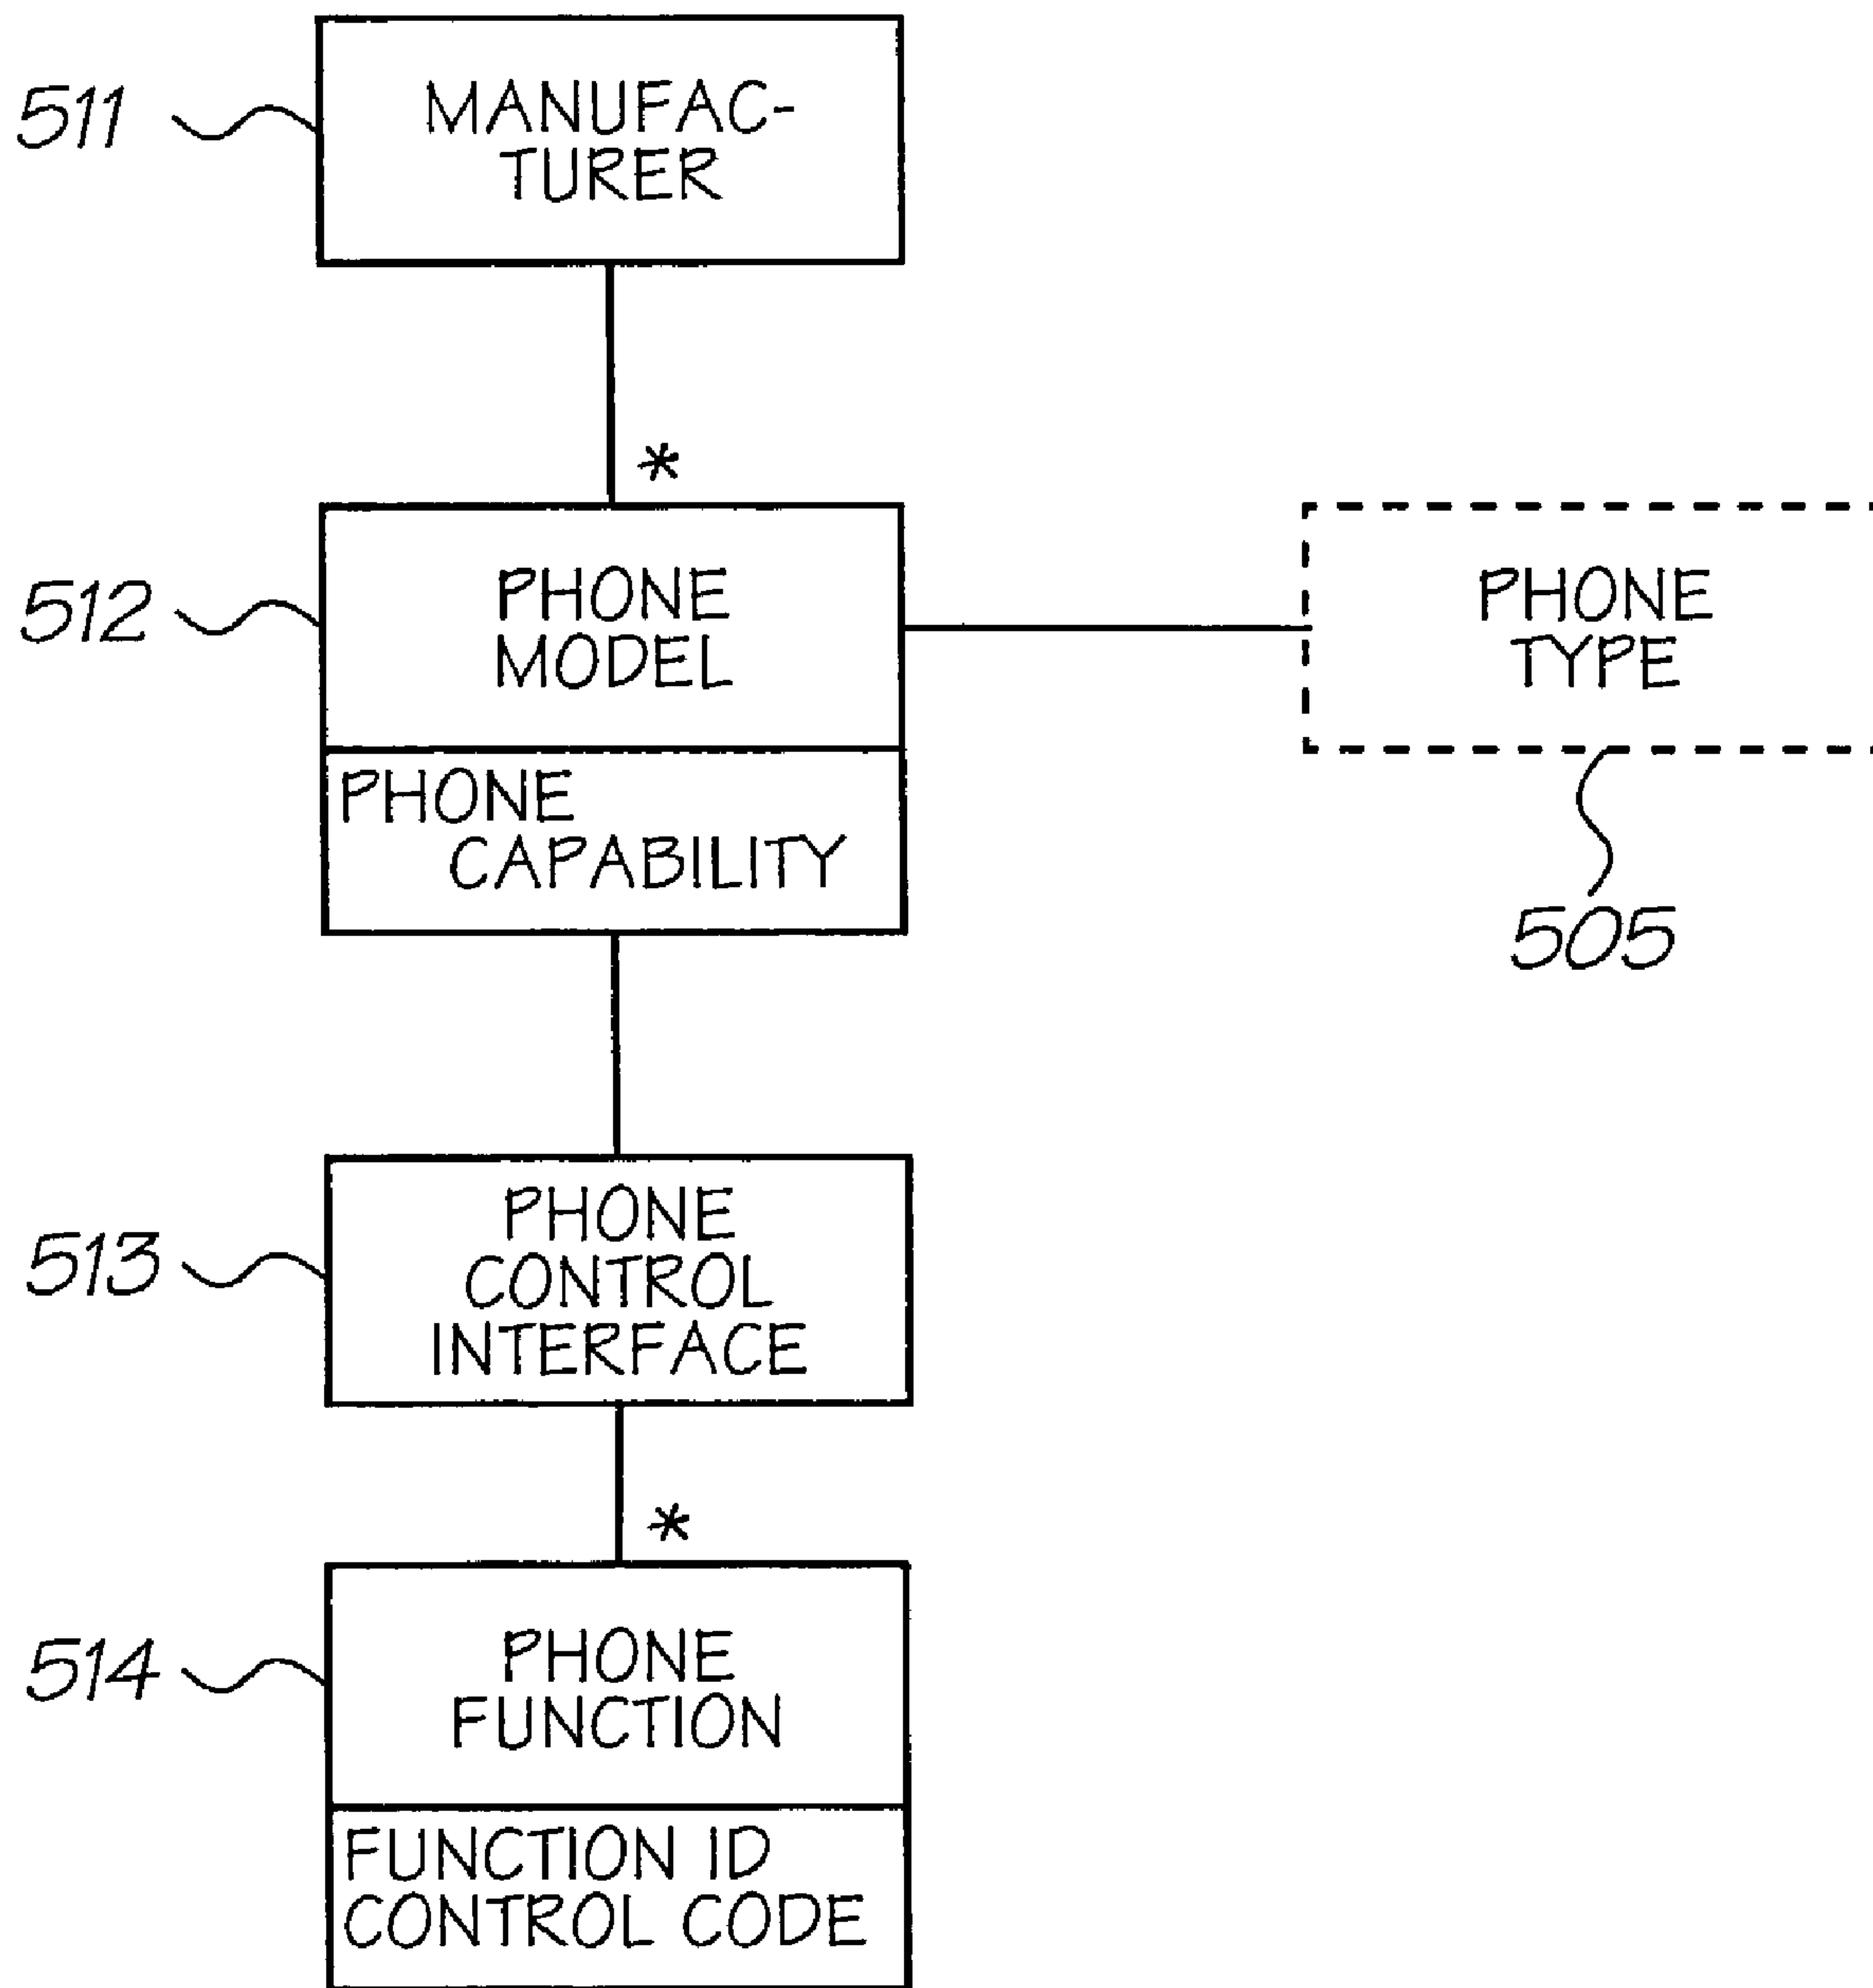 511
MANUFAC-
TURER
*
512
PHONE
MODEL
PHONE
TYPE
PHONE
CAPABILITY
505
513
PHONE
CONTROL
INTERFACE
*
514
PHONE
FUNCTION
FUNCTION ID
CONTROL CODE